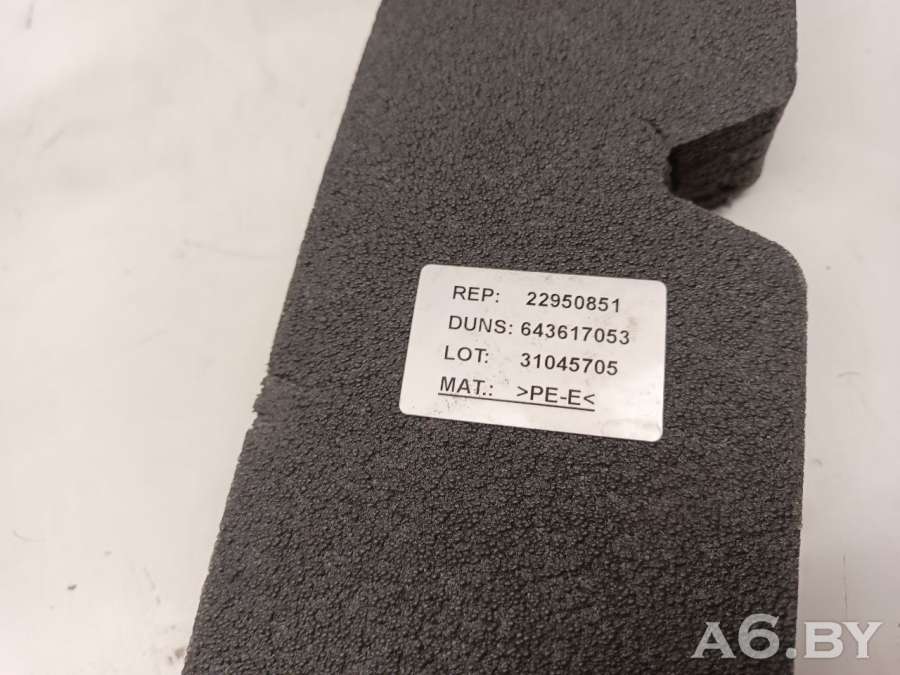 REP: 22950851
DUNS: 643617053
LOT: 31045705
MAT.: >PE-E<
A6.BY